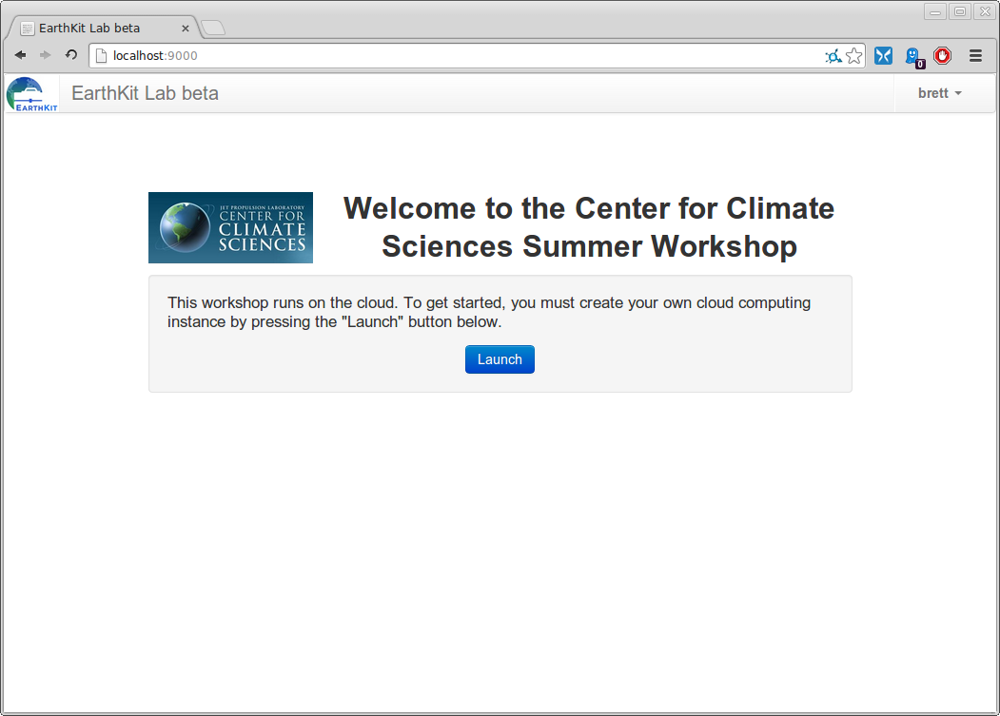 EarthKit Lab beta
localhost:9000
0
EARTHKIT
EarthKit Lab beta
brett
JET PROPULSION LABORATORY
CENTER FOR
CLIMATE
SCIENCES
Welcome to the Center for Climate
Sciences Summer Workshop
This workshop runs on the cloud. To get started, you must create your own cloud computing
instance by pressing the "Launch" button below.
Launch